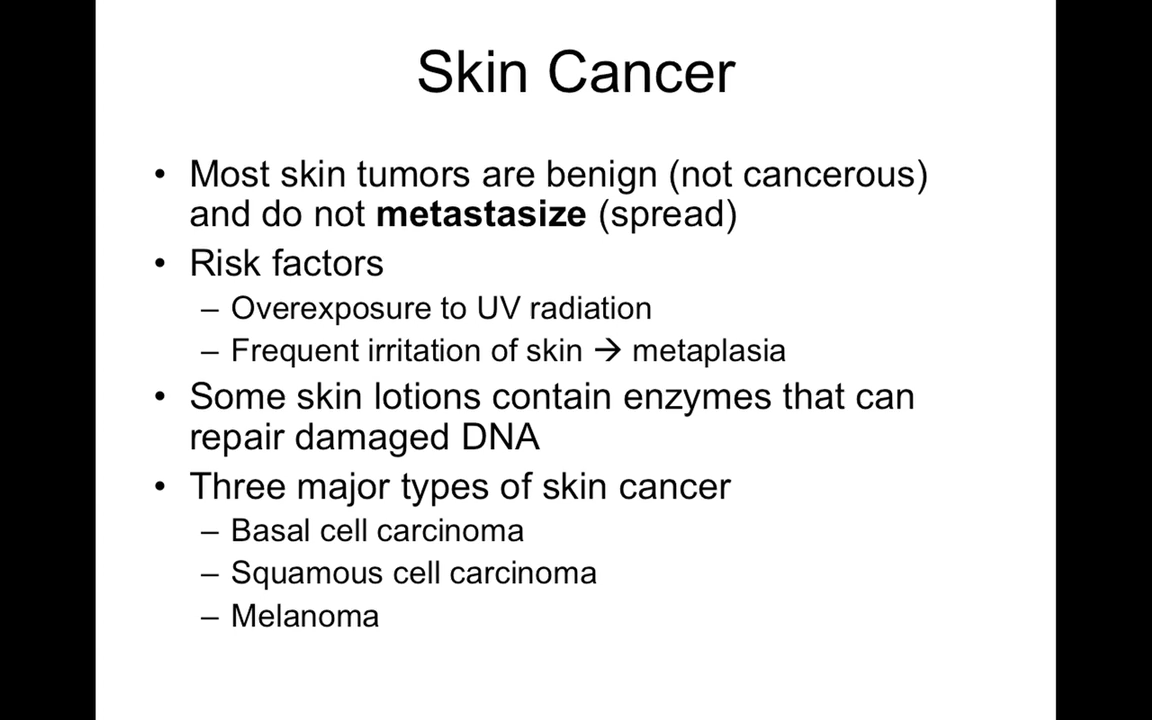 Skin Cancer
• Most skin tumors are benign (not cancerous)
and do not metastasize (spread)
• Risk factors
– Overexposure to UV radiation
– Frequent irritation of skin → metaplasia
• Some skin lotions contain enzymes that can
repair damaged DNA
• Three major types of skin cancer
– Basal cell carcinoma
– Squamous cell carcinoma
– Melanoma